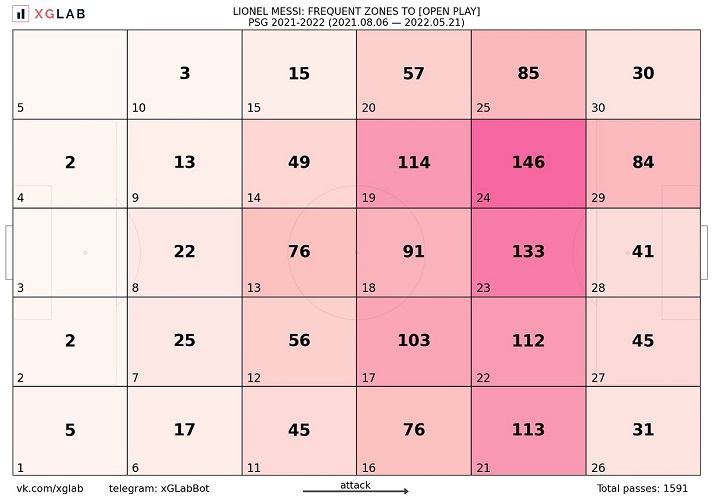 XGLAB
LIONEL MESSI: FREQUENT ZONES TO [OPEN PLAY]
PSG 2021-2022 (2021.08.06 — 2022.05.21)
3 15 57 85 30
5 10 15 20 25 30
2 13 49 114 146 84
4 9 14 19 24 29
22 76 91 133 41
3 8 13 18 23 28
2 25 56 103 112 45
2 7 12 17 22 27
5 17 45 76 113 31
1 6 11 16 21 26
vk.com/xglab telegram: xGLabBot attack Total passes: 1591